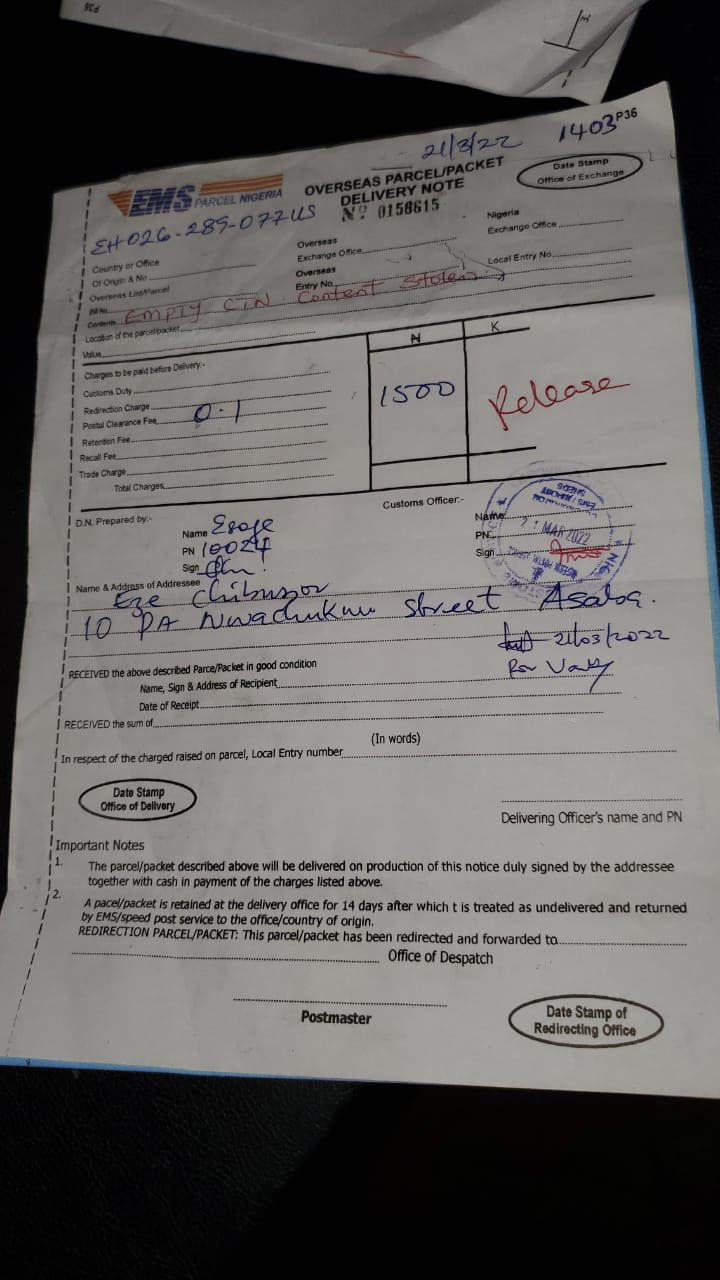 P36
21/3/22
1403 P36
EMS PARCEL NIGERIA
OVERSEAS PARCEL/PACKET
DELIVERY NOTE
Nº 0158615
Date Stamp
Office of Exchange
EH026-289-077US
Country or Office
Of Origin & No
Overseas Exchange Office
Nigeria Exchange Office
Overseas List/Parcel
Bill No
Overseas Entry No.
Local Entry No
Contents EMPTY CTN Content Stolen
Location of the parcel/packet
Value
N K
Charges to be paid before Delivery:-
Customs Duty
Redirection Charge
Postal Clearance Fee 0.1
1500
Release
Retention Fee
Recall Fee
Trade Charge
Total Charges
D.N. Prepared by:-
Customs Officer:-
Name
PN 10024
Sign
Name
PN
Sign
21 MAR 2022
Name & Address of Addressee
Eze Chibuzor
10 PA Nwachukwu street Asaba.
21/03/2022
RECEIVED the above described Parce/Packet in good condition
Name, Sign & Address of Recipient
Date of Receipt
RECEIVED the sum of
(In words)
In respect of the charged raised on parcel, Local Entry number
Date Stamp
Office of Delivery
Delivering Officer's name and PN
Important Notes
1. The parcel/packet described above will be delivered on production of this notice duly signed by the addressee
together with cash in payment of the charges listed above.
2. A pacel/packet is retained at the delivery office for 14 days after which t is treated as undelivered and returned
by EMS/speed post service to the office/country of origin.
REDIRECTION PARCEL/PACKET: This parcel/packet has been redirected and forwarded to
Office of Despatch
Postmaster
Date Stamp of
Redirecting Office